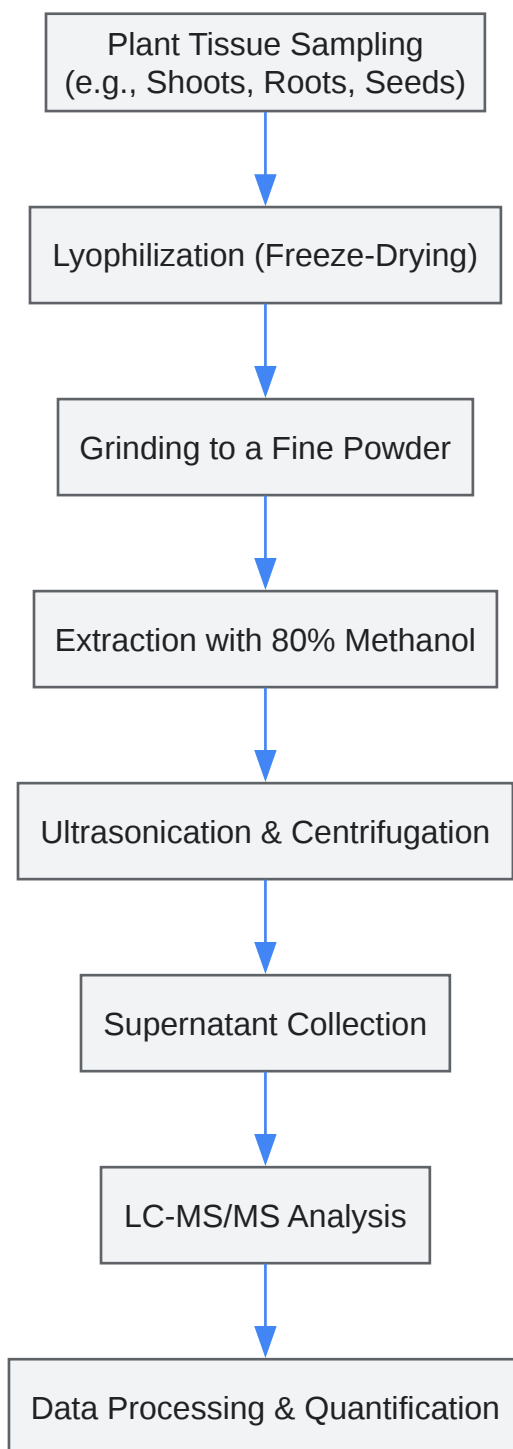 Plant Tissue Sampling
(e.g., Shoots, Roots, Seeds)
Lyophilization (Freeze-Drying)
Grinding to a Fine Powder
Extraction with 80% Methanol
Ultrasonication & Centrifugation
Supernatant Collection
LC-MS/MS Analysis
Data Processing & Quantification